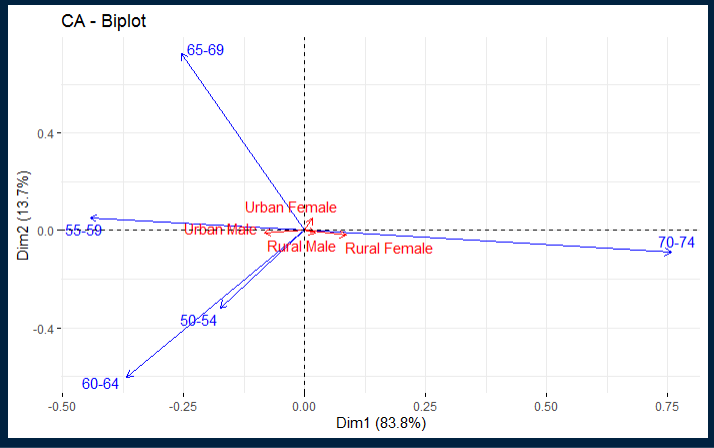 CA - Biplot
65-69
0.4
Urban Female
0.0
55-59
Urban Male
Rural Male
Rural Female
70-74
50-54
-0.4
60-64
-0.50
-0.25
0.00
0.25
0.50
0.75
Dim1 (83.8%)
Dim2 (13.7%)